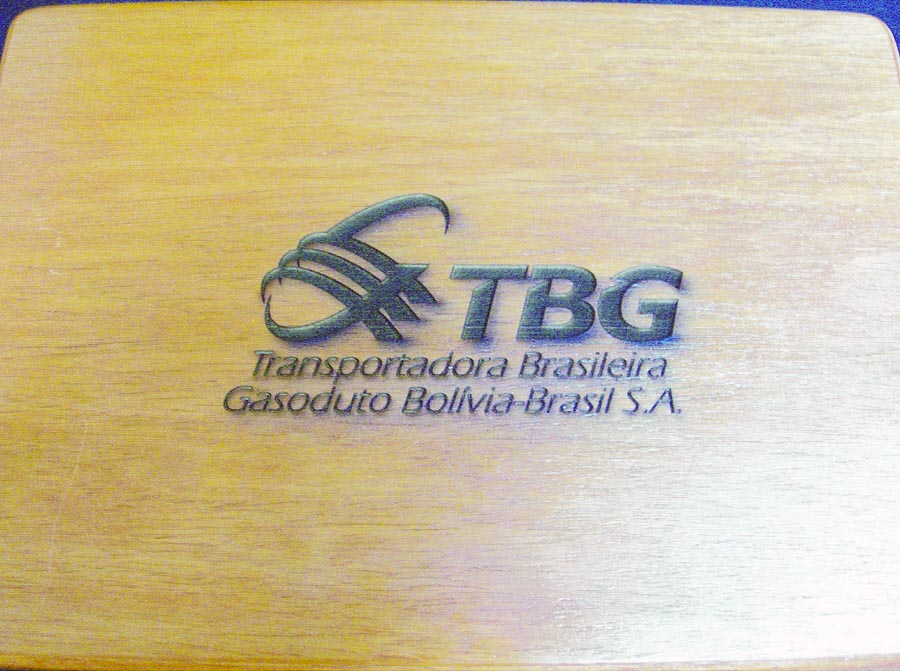 TBG
Transportadora Brasileira
Gasoduto Bolívia-Brasil S.A.